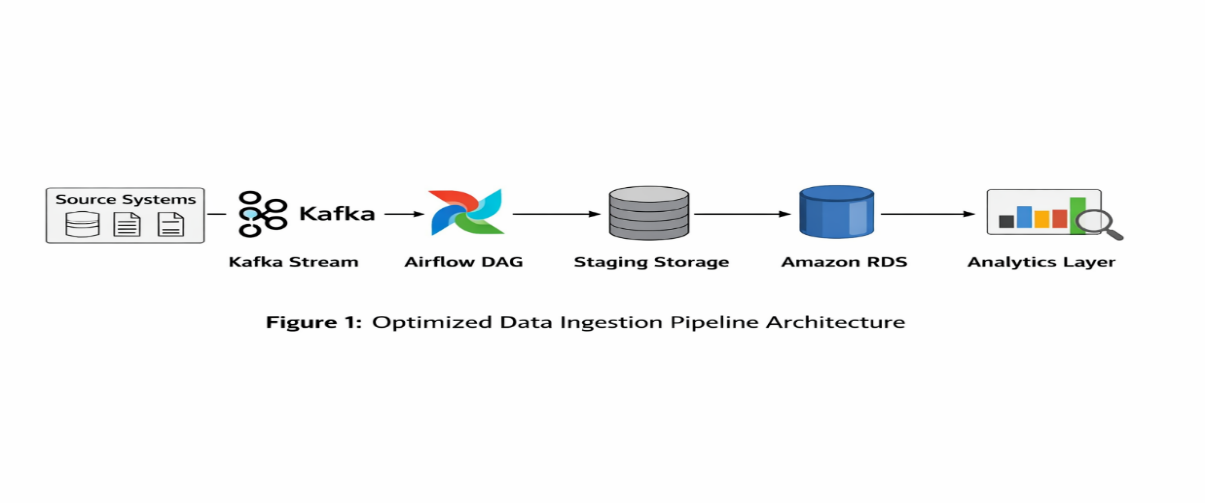 Source Systems
Kafka
Kafka Stream
Airflow DAG
Staging Storage
Amazon RDS
Analytics Layer
Figure 1: Optimized Data Ingestion Pipeline Architecture